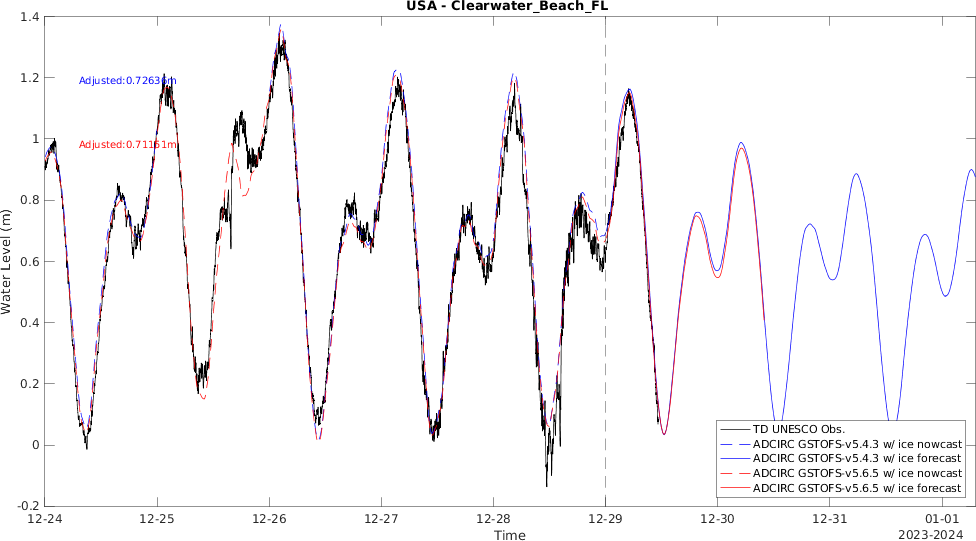 USA - Clearwater_Beach_FL
1.4
1.2
1
0.8
0.6
0.4
0.2
0
-0.2
Water Level (m)
Adjusted:0.72636m
Adjusted:0.71151m
TD UNESCO Obs.
ADCIRC GSTOFS-v5.4.3 w/ ice nowcast
ADCIRC GSTOFS-v5.4.3 w/ ice forecast
ADCIRC GSTOFS-v5.6.5 w/ ice nowcast
ADCIRC GSTOFS-v5.6.5 w/ ice forecast
12-24 12-25 12-26 12-27 12-28 12-29 12-30 12-31 01-01
Time
2023-2024